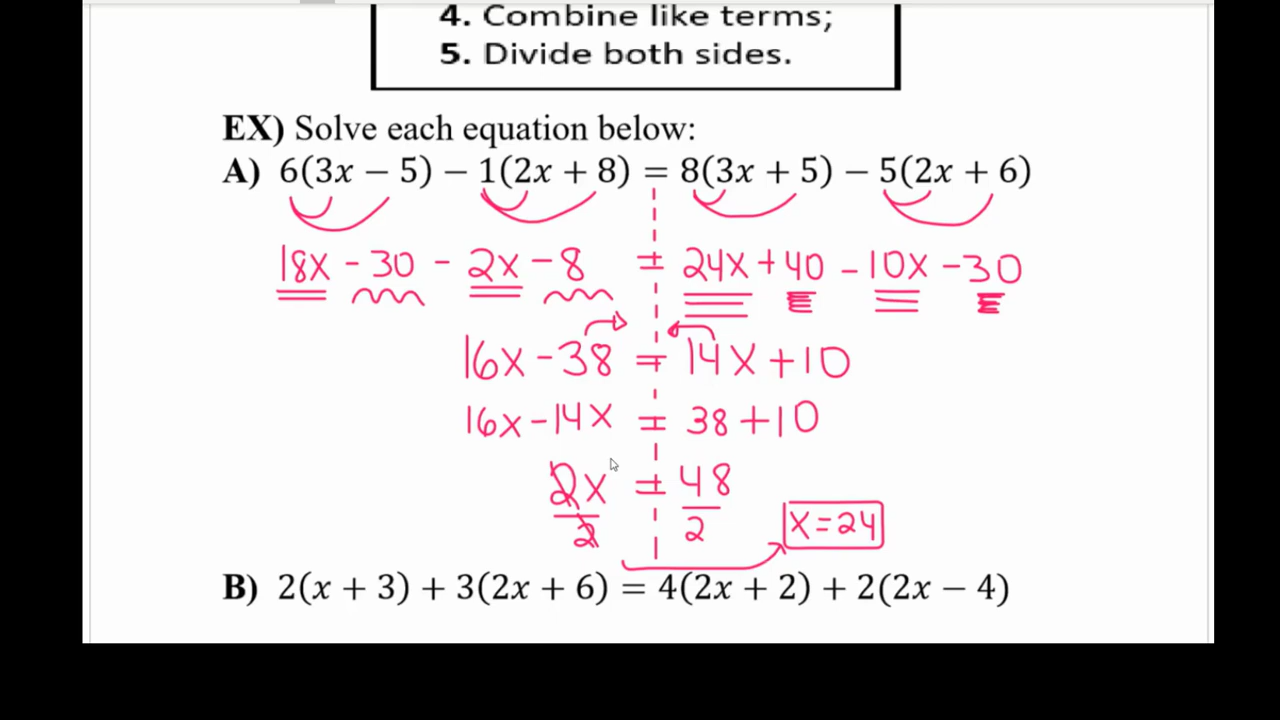 4. Combine like terms;
5. Divide both sides.
EX) Solve each equation below:
A) 6(3x − 5) − 1(2x + 8) = 8(3x + 5) − 5(2x + 6)
18x - 30 - 2x - 8 = 24x + 40 - 10x - 30
16x - 38 = 14x + 10
16x - 14x = 38 + 10
2x = 48
2 2
x = 24
B) 2(x + 3) + 3(2x + 6) = 4(2x + 2) + 2(2x − 4)